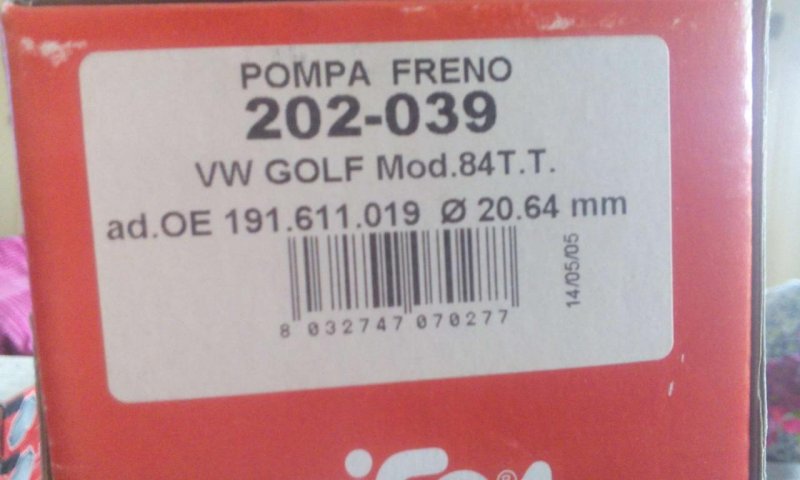 POMPA FRENO
202-039
VW GOLF Mod.84T.T.
ad.OE 191.611.019 Ø 20.64 mm
14/05/05
8 032747 070277